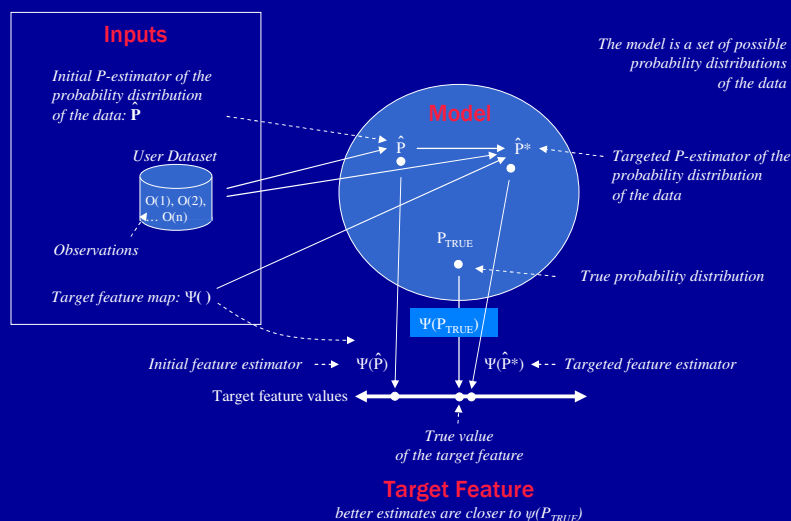 Inputs
Initial P-estimator of the
probability distribution
of the data: P̂
User Dataset
O(1), O(2),
... O(n)
Observations
Target feature map: Ψ( )
The model is a set of possible
probability distributions
of the data
Model
P̂
P̂*
Targeted P-estimator of the
probability distribution
of the data
P_TRUE
True probability distribution
Ψ(P_TRUE)
Initial feature estimator
Ψ(P̂)
Ψ(P̂*)
Targeted feature estimator
Target feature values
True value
of the target feature
Target Feature
better estimates are closer to ψ(P_TRUE)